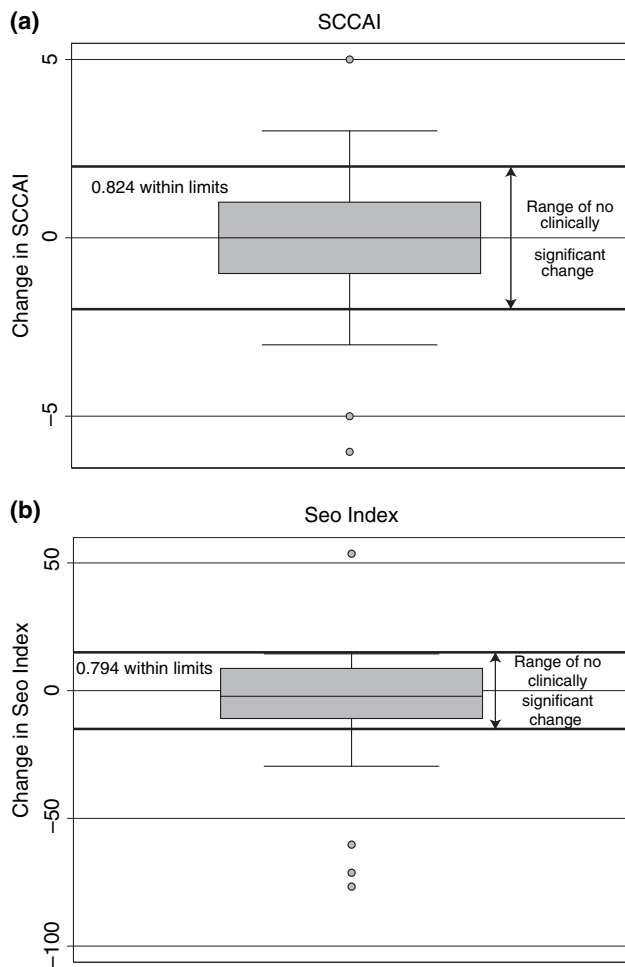 (a)
SCCAI
5
0
−5
Change in SCCAI
0.824 within limits
Range of no
clinically
significant
change
(b)
Seo Index
50
0
−50
−100
Change in Seo Index
0.794 within limits
Range of no
clinically
significant
change